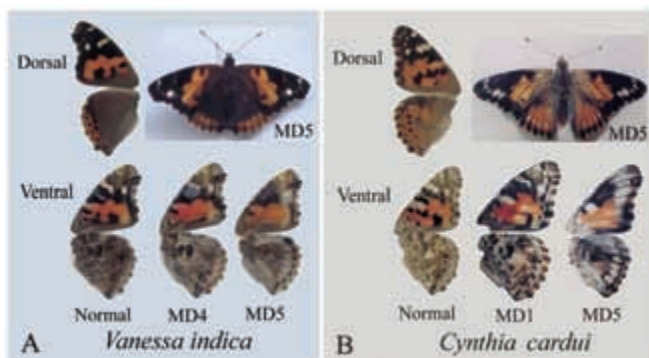 Dorsal
MD5
Ventral
Normal MD4 MD5
A Vanessa indica
Dorsal
MD5
Ventral
Normal MD1 MD5
B Cynthia cardui